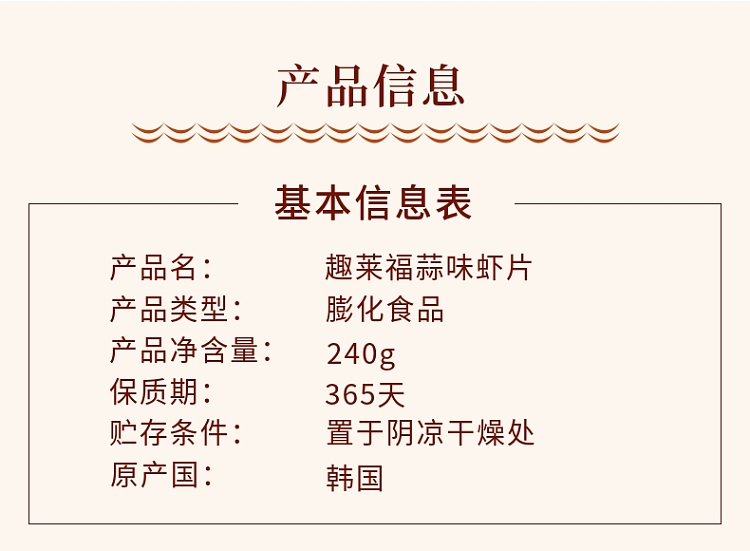 产品信息
基本信息表
产品名： 趣莱福蒜味虾片
产品类型： 膨化食品
产品净含量： 240g
保质期： 365天
贮存条件： 置于阴凉干燥处
原产国： 韩国